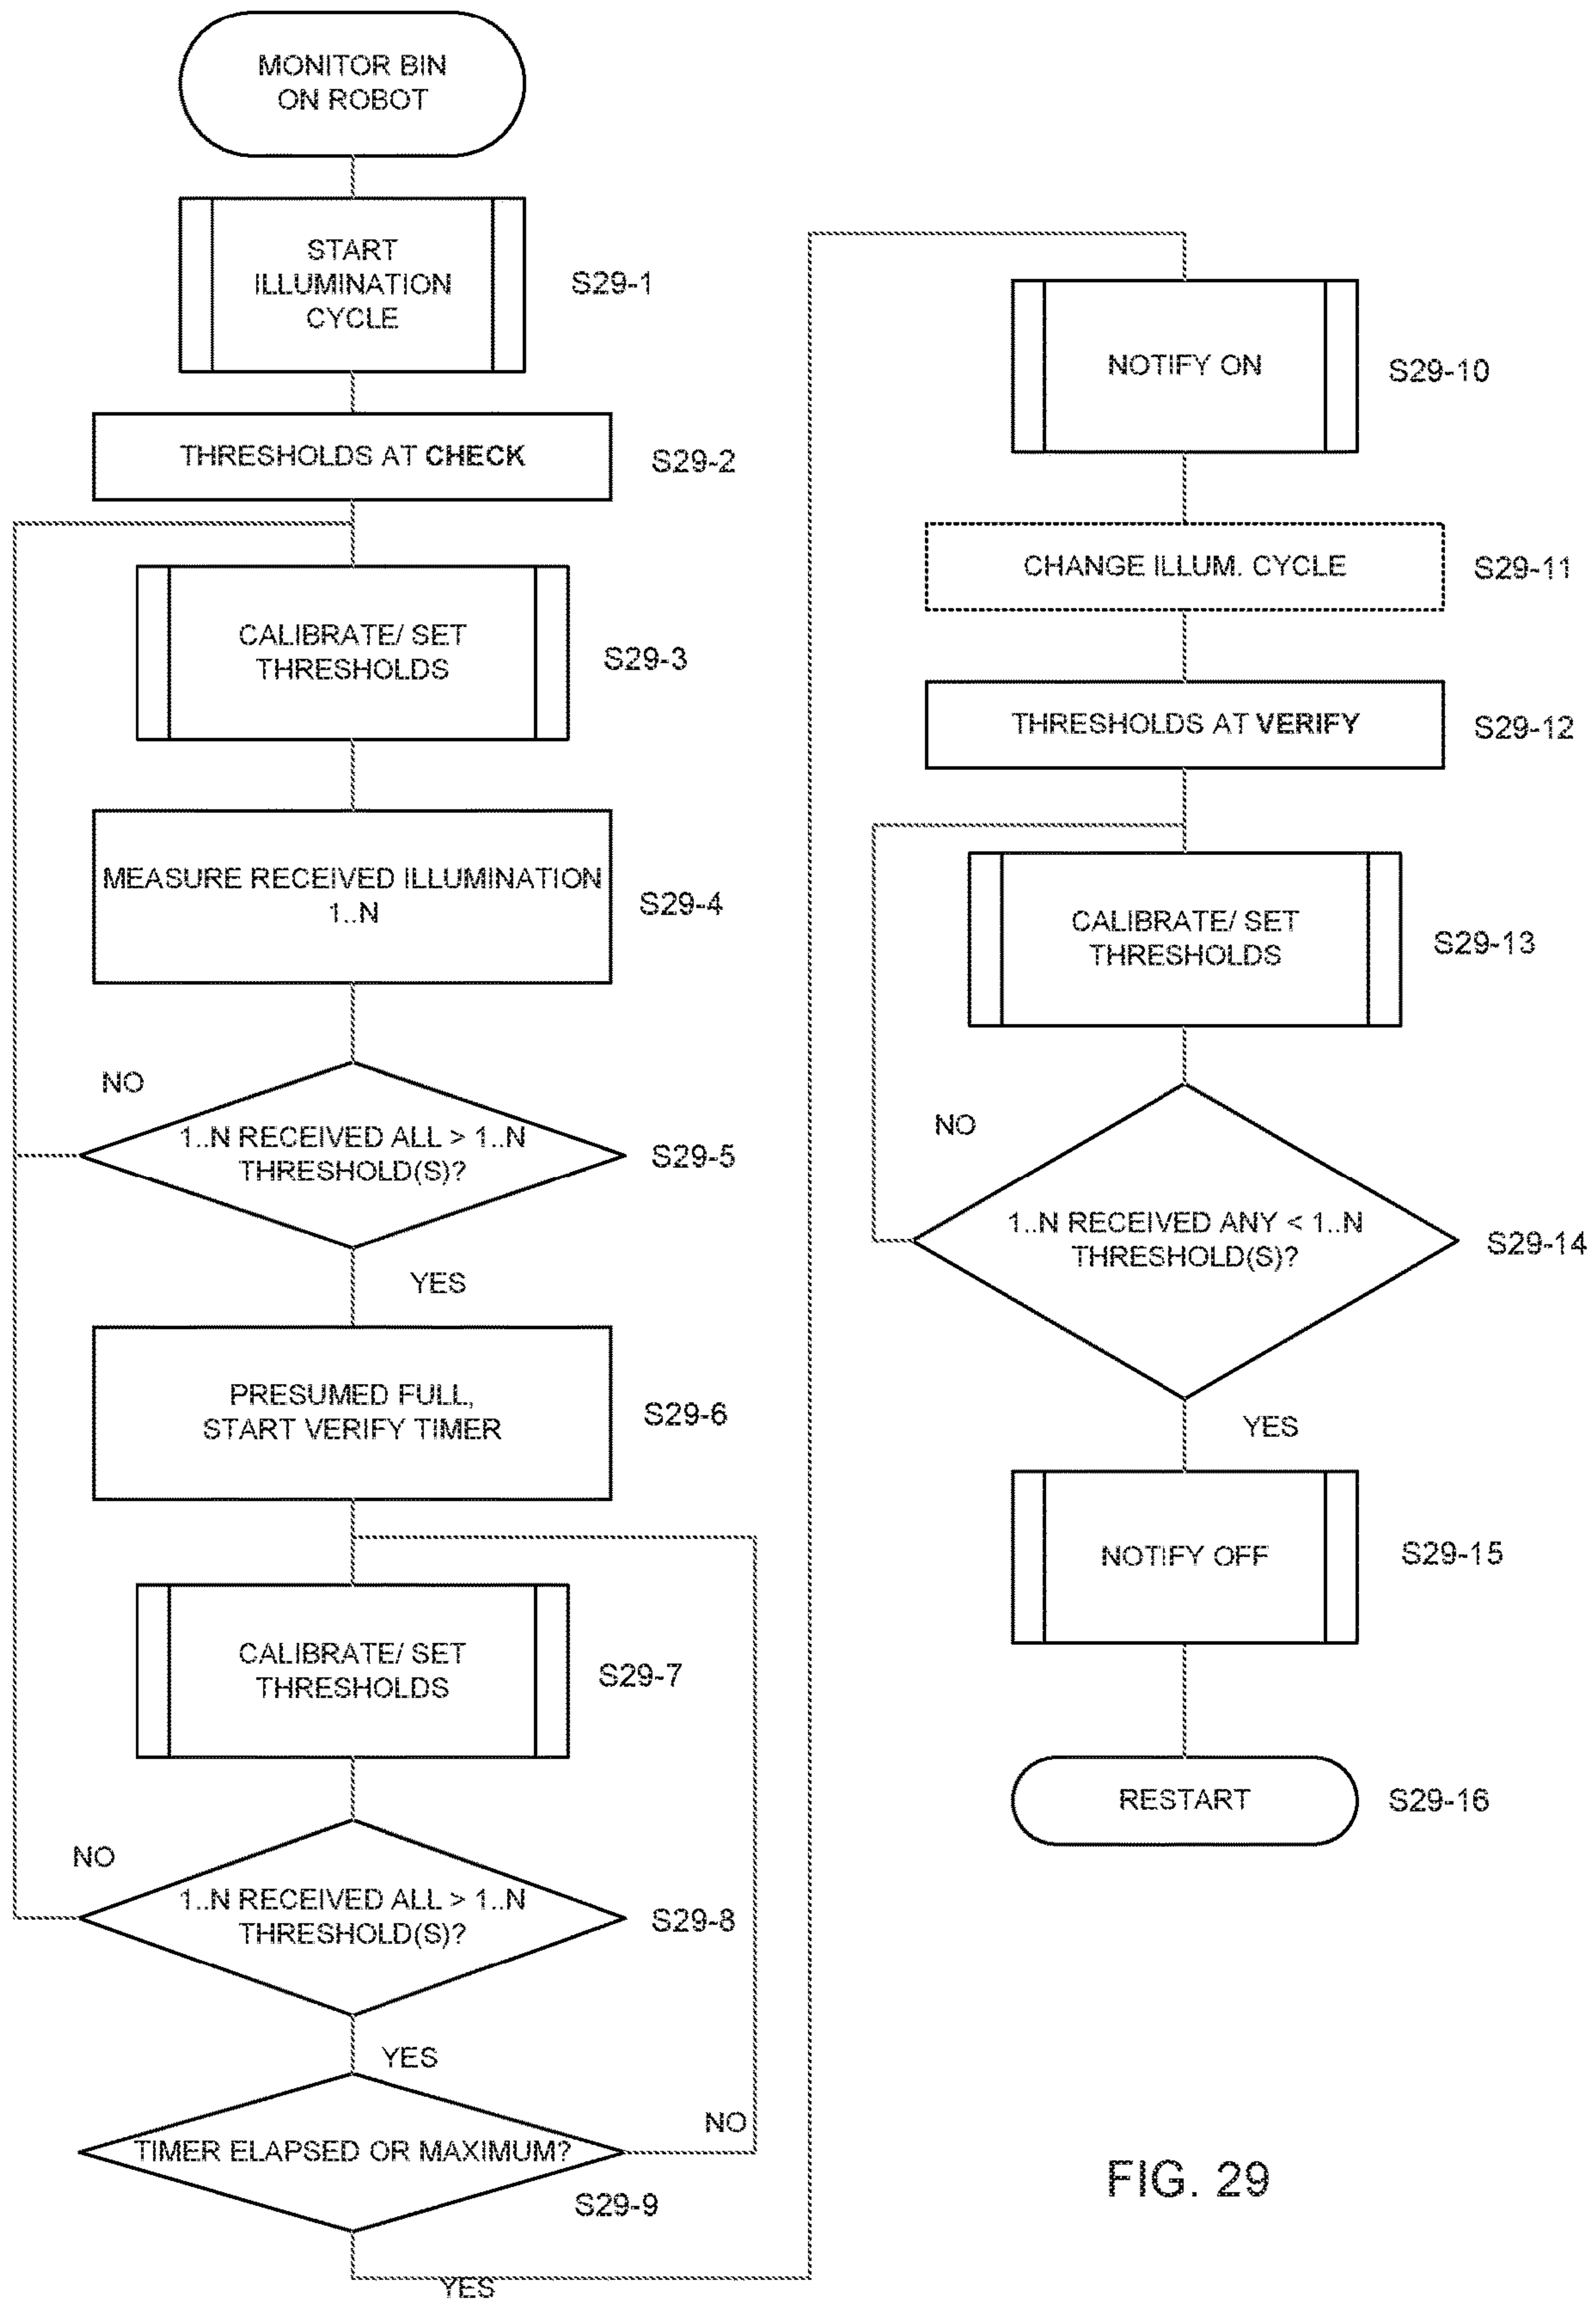 MONITOR BIN
ON ROBOT
START
ILLUMINATION
CYCLE
S29-1
THRESHOLDS AT CHECK
S29-2
CALIBRATE/ SET
THRESHOLDS
S29-3
MEASURE RECEIVED ILLUMINATION
1..N
S29-4
NO
1..N RECEIVED ALL > 1..N
THRESHOLD(S)?
S29-5
YES
PRESUMED FULL,
START VERIFY TIMER
S29-6
CALIBRATE/ SET
THRESHOLDS
S29-7
NO
1..N RECEIVED ALL > 1..N
THRESHOLD(S)?
S29-8
YES
NO
TIMER ELAPSED OR MAXIMUM?
S29-9
YES
NOTIFY ON
S29-10
CHANGE ILLUM. CYCLE
S29-11
THRESHOLDS AT VERIFY
S29-12
CALIBRATE/ SET
THRESHOLDS
S29-13
NO
1..N RECEIVED ANY < 1..N
THRESHOLD(S)?
S29-14
YES
NOTIFY OFF
S29-15
RESTART
S29-16
FIG. 29